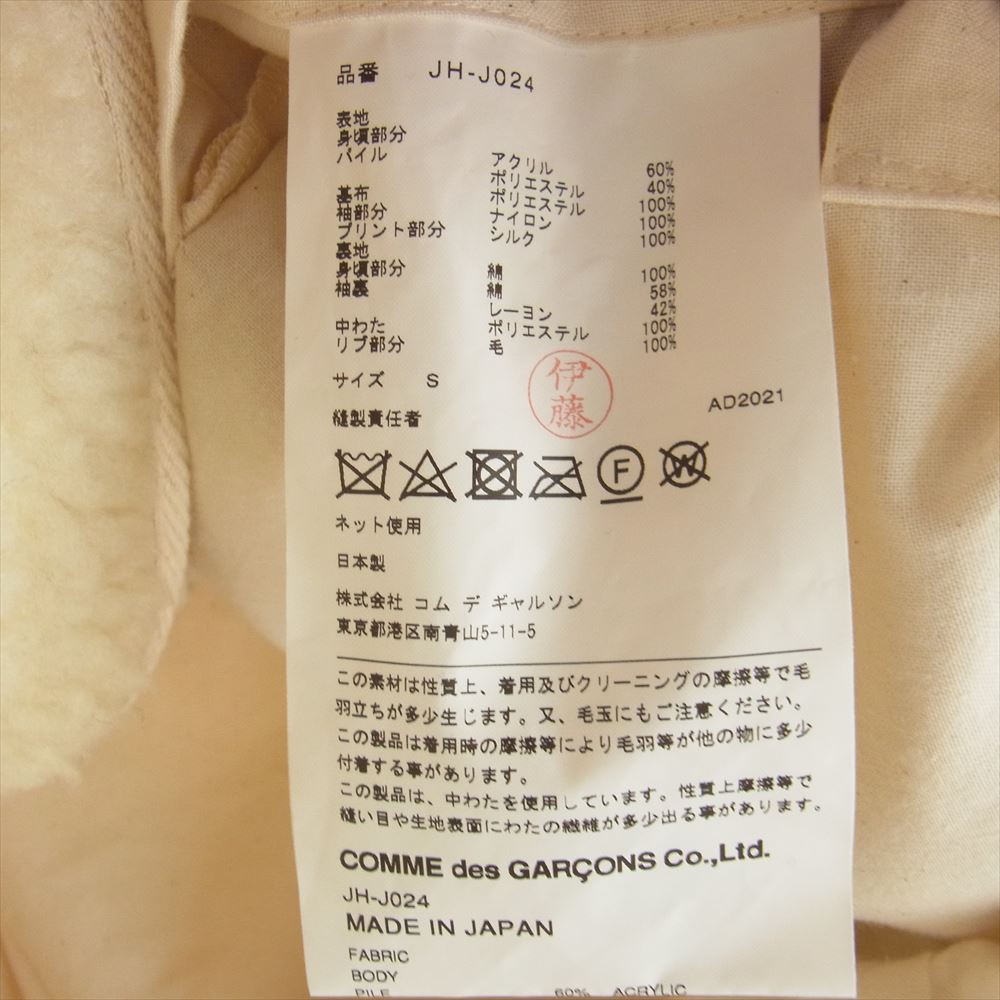 品番 JH-J024
表地
身頃部分
パイル アクリル 60%
ポリエステル 40%
基布 ポリエステル 100%
袖部分 ナイロン 100%
プリント部分 シルク 100%
裏地
身頃部分 綿 100%
袖裏 綿 58%
レーヨン 42%
中わた ポリエステル 100%
リブ部分 毛 100%
サイズ S
伊藤
縫製責任者
AD2021
F W
ネット使用
日本製
株式会社 コム デ ギャルソン
東京都港区南青山5-11-5
この素材は性質上、着用及びクリーニングの摩擦等で毛
羽立ちが多少生じます。又、毛玉にもご注意ください。
この製品は着用時の摩擦等により毛羽等が他の物に多少
付着する事があります。
この製品は、中わたを使用しています。性質上摩擦等で
縫い目や生地表面にわたの繊維が多少出る事があります。
COMME des GARÇONS Co.,Ltd.
JH-J024
MADE IN JAPAN
FABRIC
BODY
PILE 60% ACRYLIC